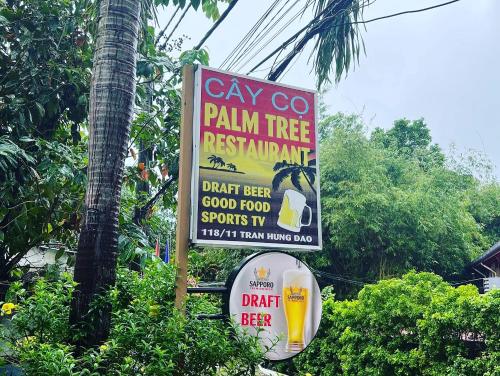 CÂY CỌ
PALM TREE
RESTAURANT
DRAFT BEER
GOOD FOOD
SPORTS TV
118/11 TRAN HUNG DAO
SAPPORO
DRAFT
BEER
SAPPORO